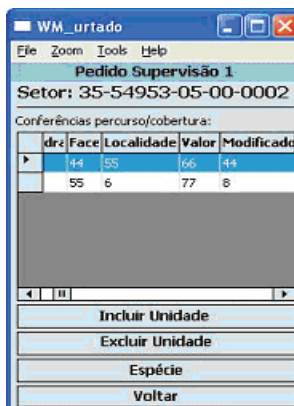 WM_urtado
File Zoom Tools Help
Pedido Supervisão 1
Setor: 35-54953-05-00-0002
Conferências percurso/cobertura:
dra Face Localidade Valor Modificado
44 55 66 44
55 6 77 8
Incluir Unidade
Excluir Unidade
Espécie
Voltar